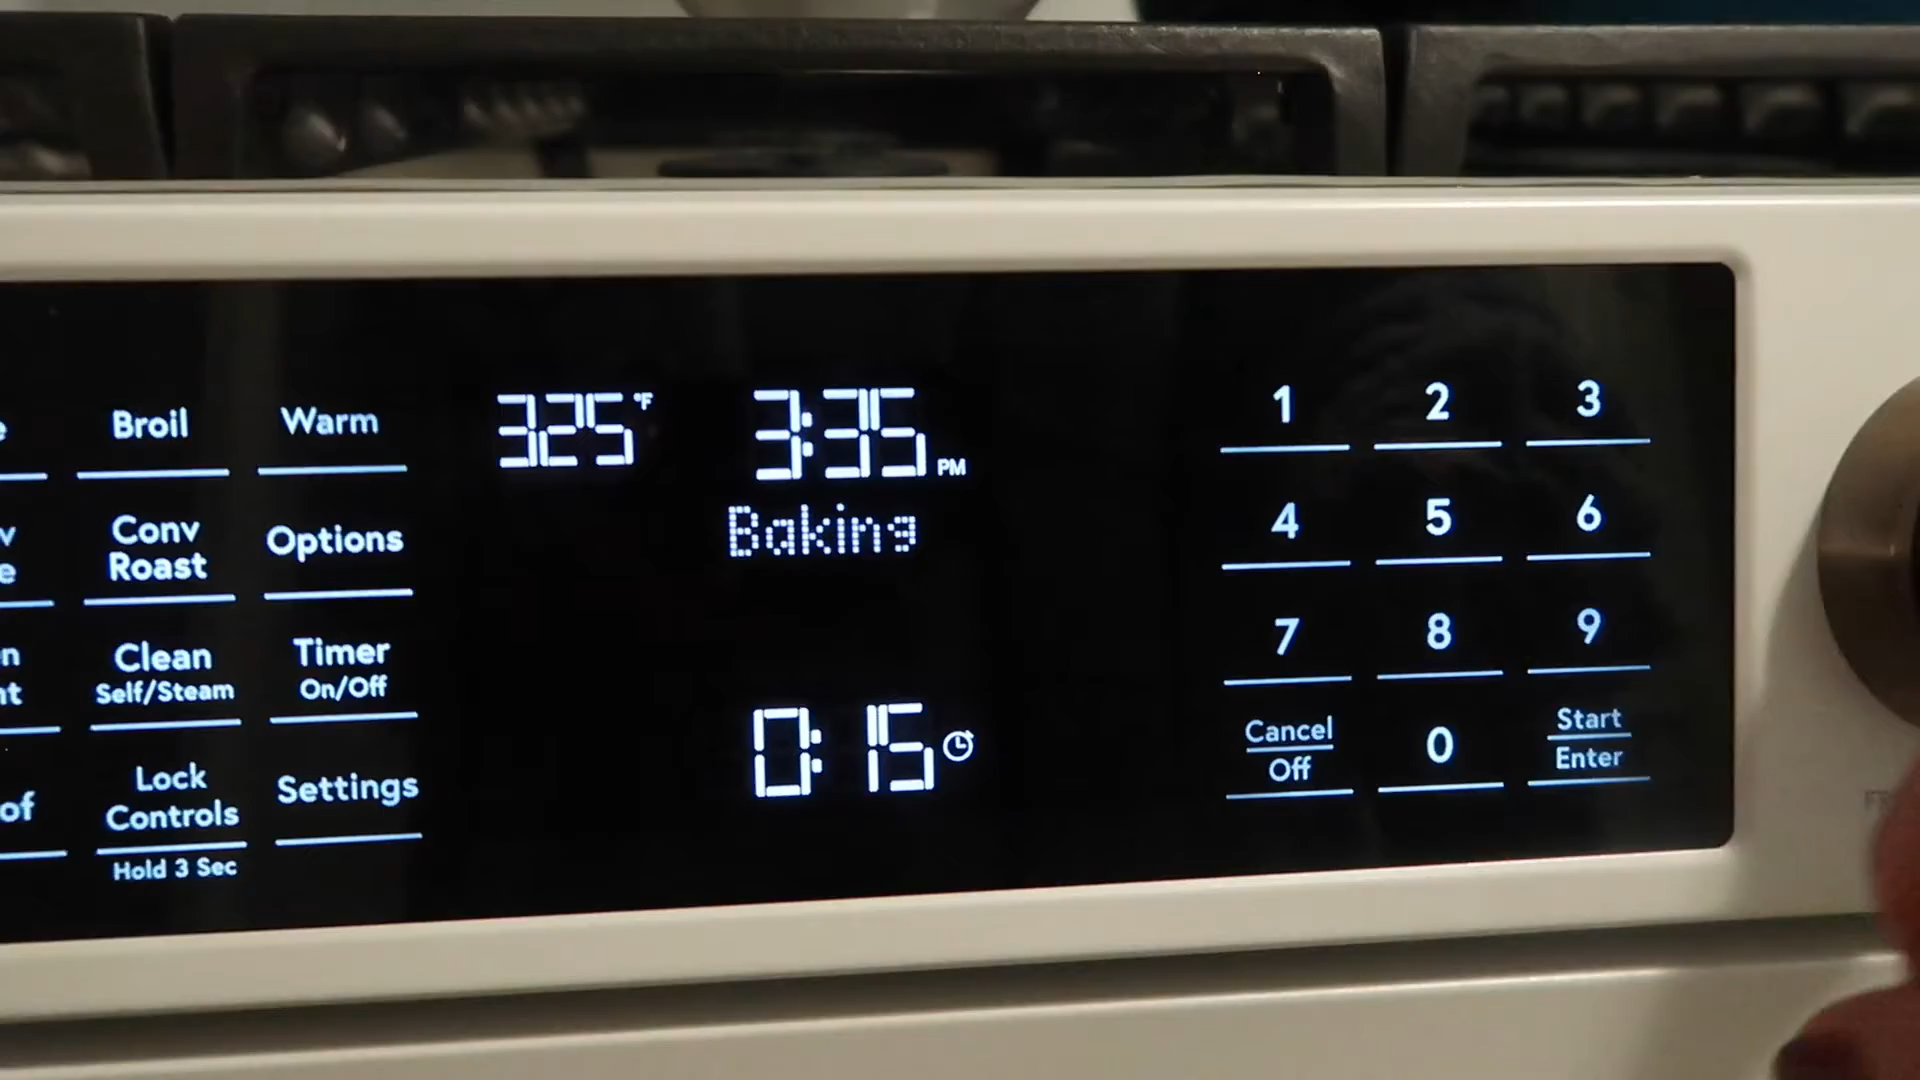 Broil
Warm
325 °F
3:35 PM
Baking
Conv
Roast
Options
Clean
Self/Steam
Timer
On/Off
0:15
Lock
Controls
Hold 3 Sec
Settings
1 2 3
4 5 6
7 8 9
Cancel
Off
0
Start
Enter